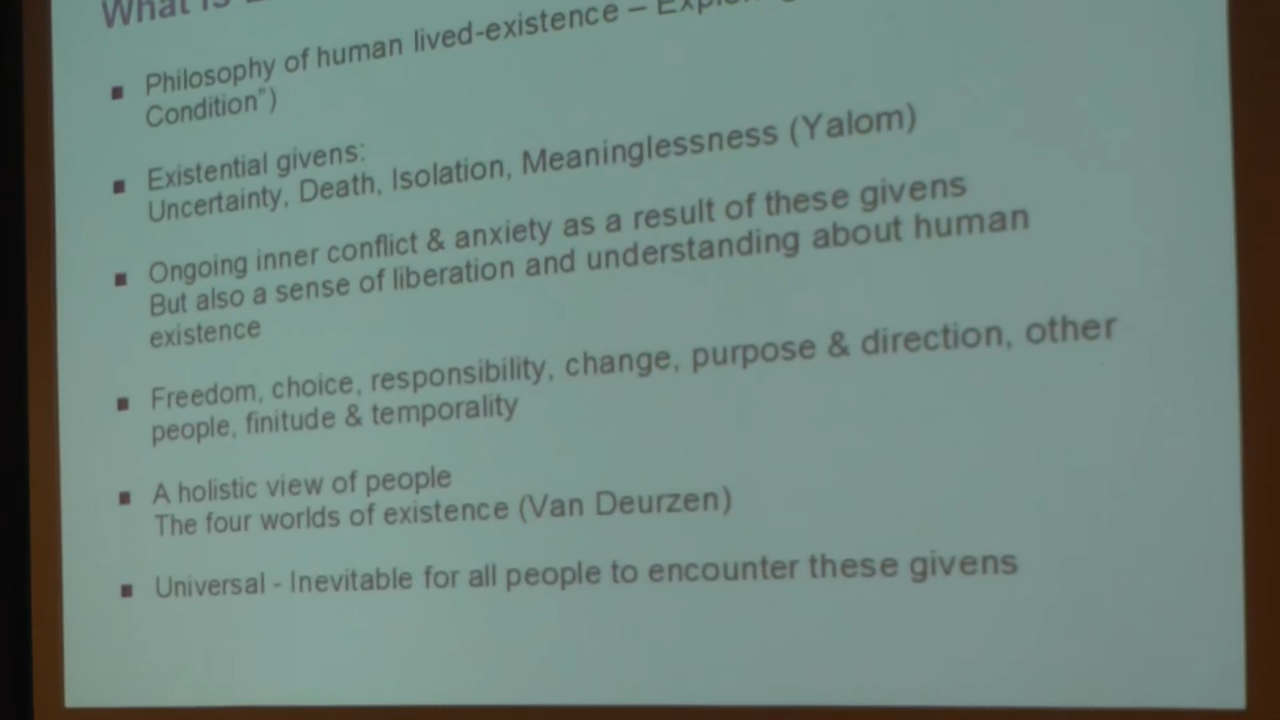 What is
Philosophy of human lived-existence –
Condition”)
Existential givens:
Uncertainty, Death, Isolation, Meaninglessness (Yalom)
Ongoing inner conflict & anxiety as a result of these givens
But also a sense of liberation and understanding about human
existence
Freedom, choice, responsibility, change, purpose & direction, other
people, finitude & temporality
A holistic view of people
The four worlds of existence (Van Deurzen)
Universal - Inevitable for all people to encounter these givens